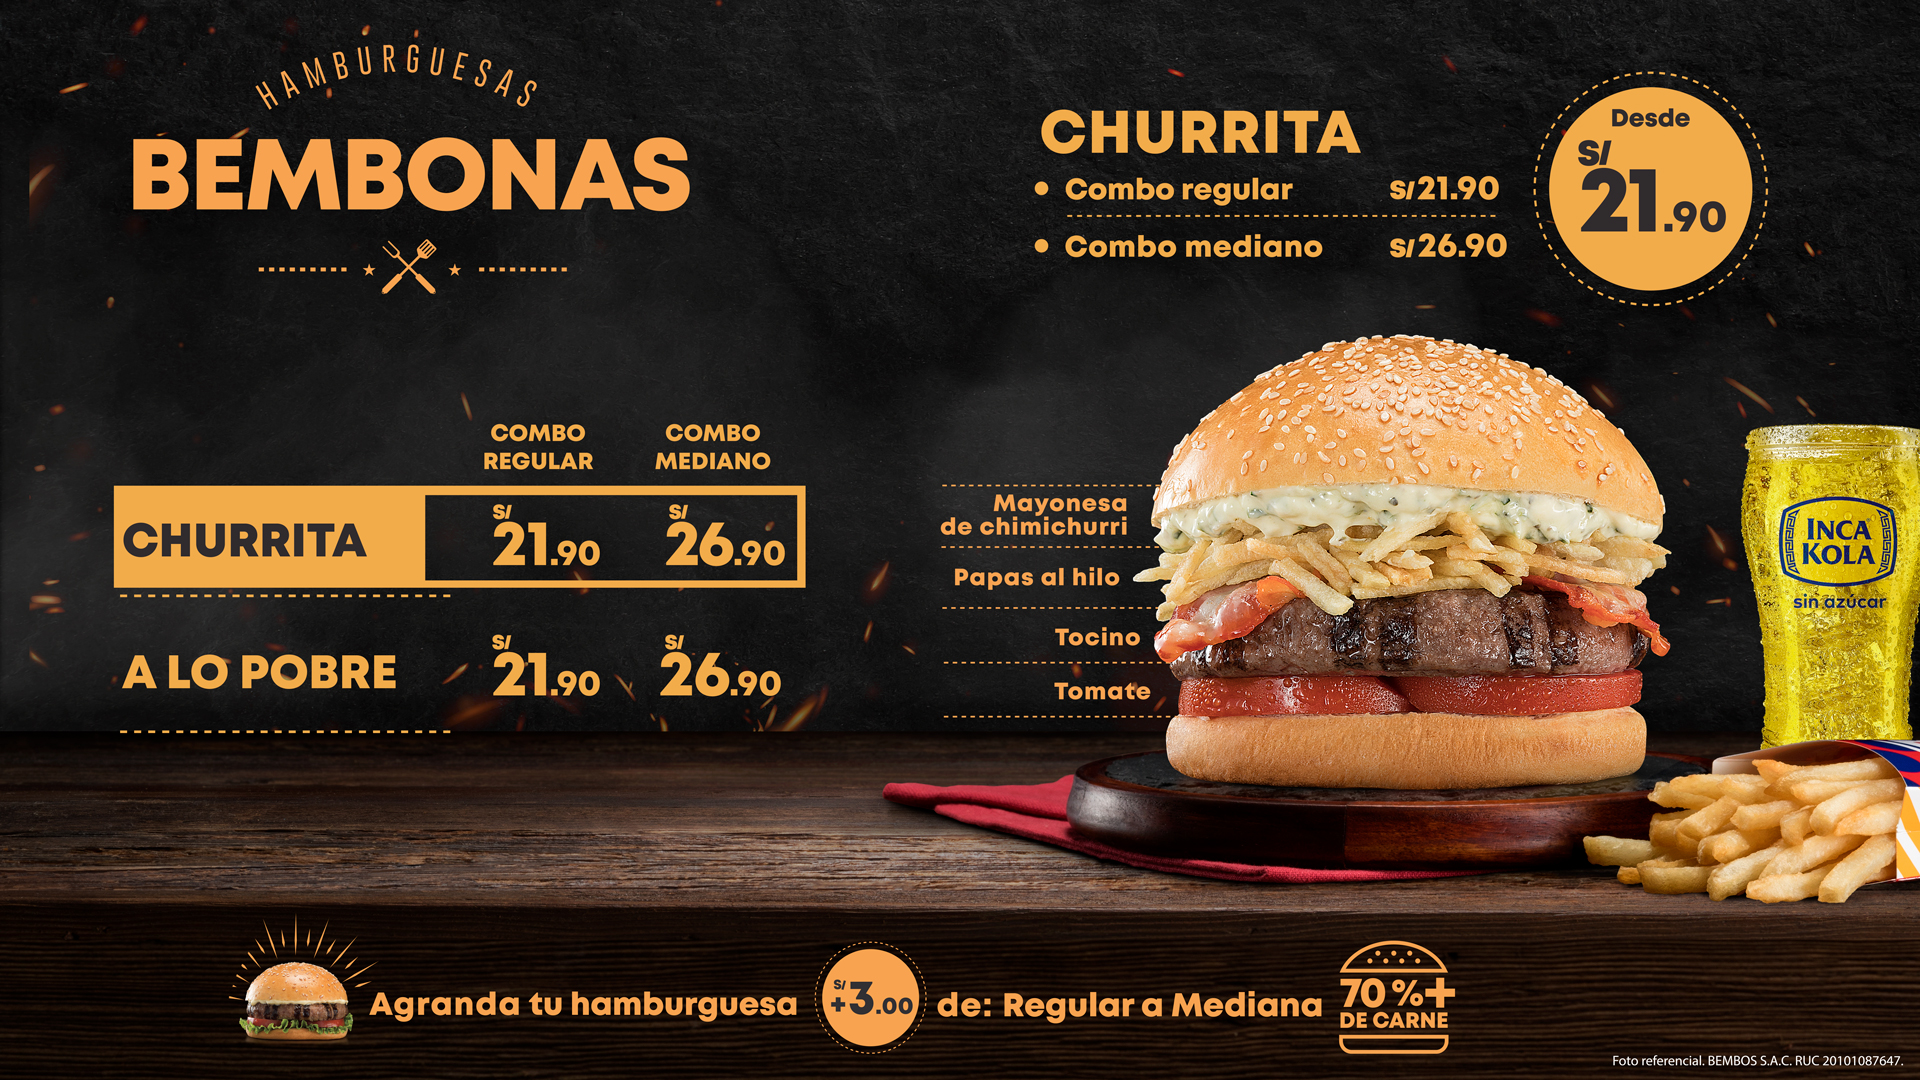 HAMBURGUESAS
BEMBONAS
COMBO REGULAR
COMBO MEDIANO
CHURRITA
S/ 21.90
S/ 26.90
A LO POBRE
S/ 21.90
S/ 26.90
CHURRITA
• Combo regular S/21.90
• Combo mediano S/26.90
Desde
S/
21.90
Mayonesa
de chimichurri
Papas al hilo
Tocino
Tomate
INCA
KOLA
sin azúcar
Agranda tu hamburguesa S/ +3.00 de: Regular a Mediana
70%+
DE CARNE
Foto referencial. BEMBOS S.A.C. RUC 20101087647.